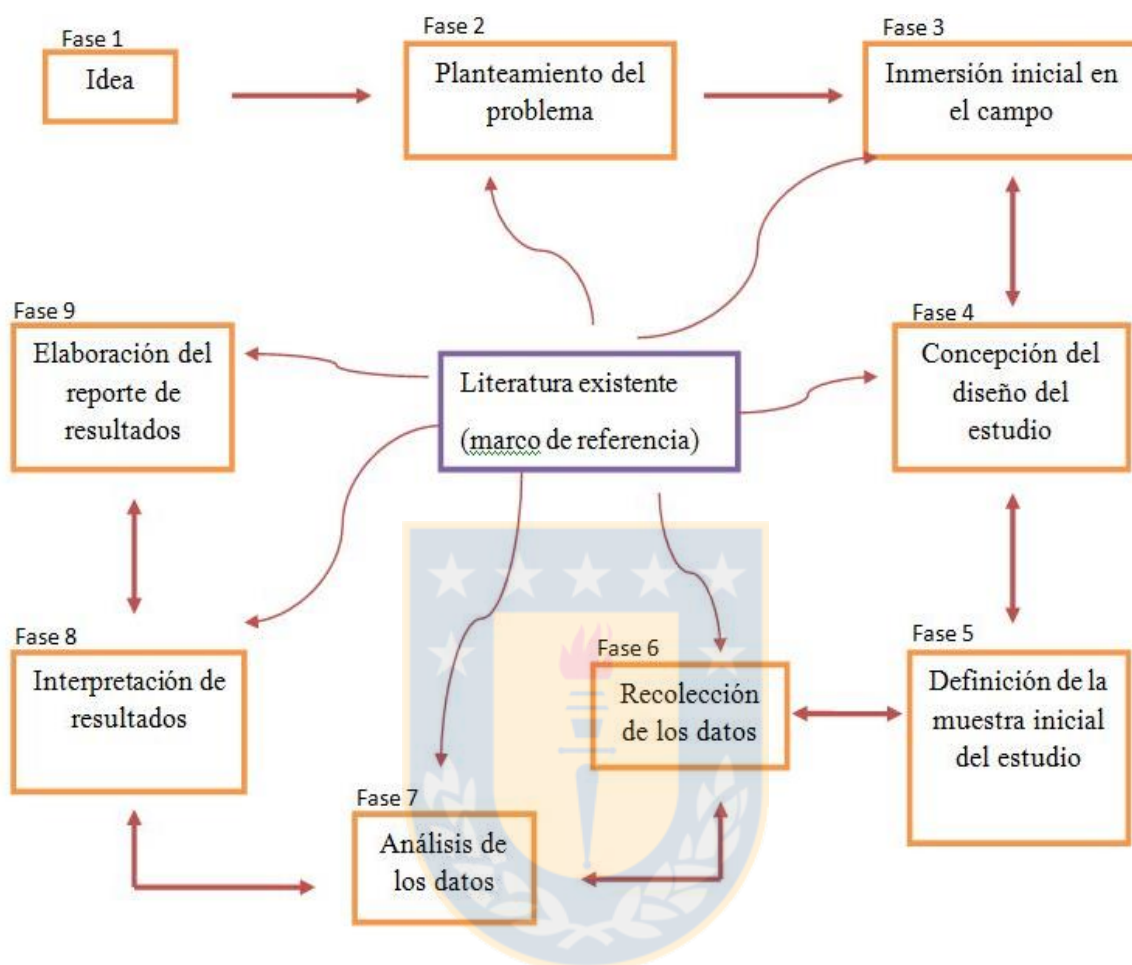 Fase 1
Idea
Fase 2
Planteamiento del
problema
Fase 3
Inmersión inicial en
el campo
Fase 9
Elaboración del
reporte de
resultados
Literatura existente
(marco de referencia)
Fase 4
Concepción del
diseño del
estudio
Fase 8
Interpretación de
resultados
Fase 7
Análisis de
los datos
Fase 6
Recolección
de los datos
Fase 5
Definición de la
muestra inicial
del estudio